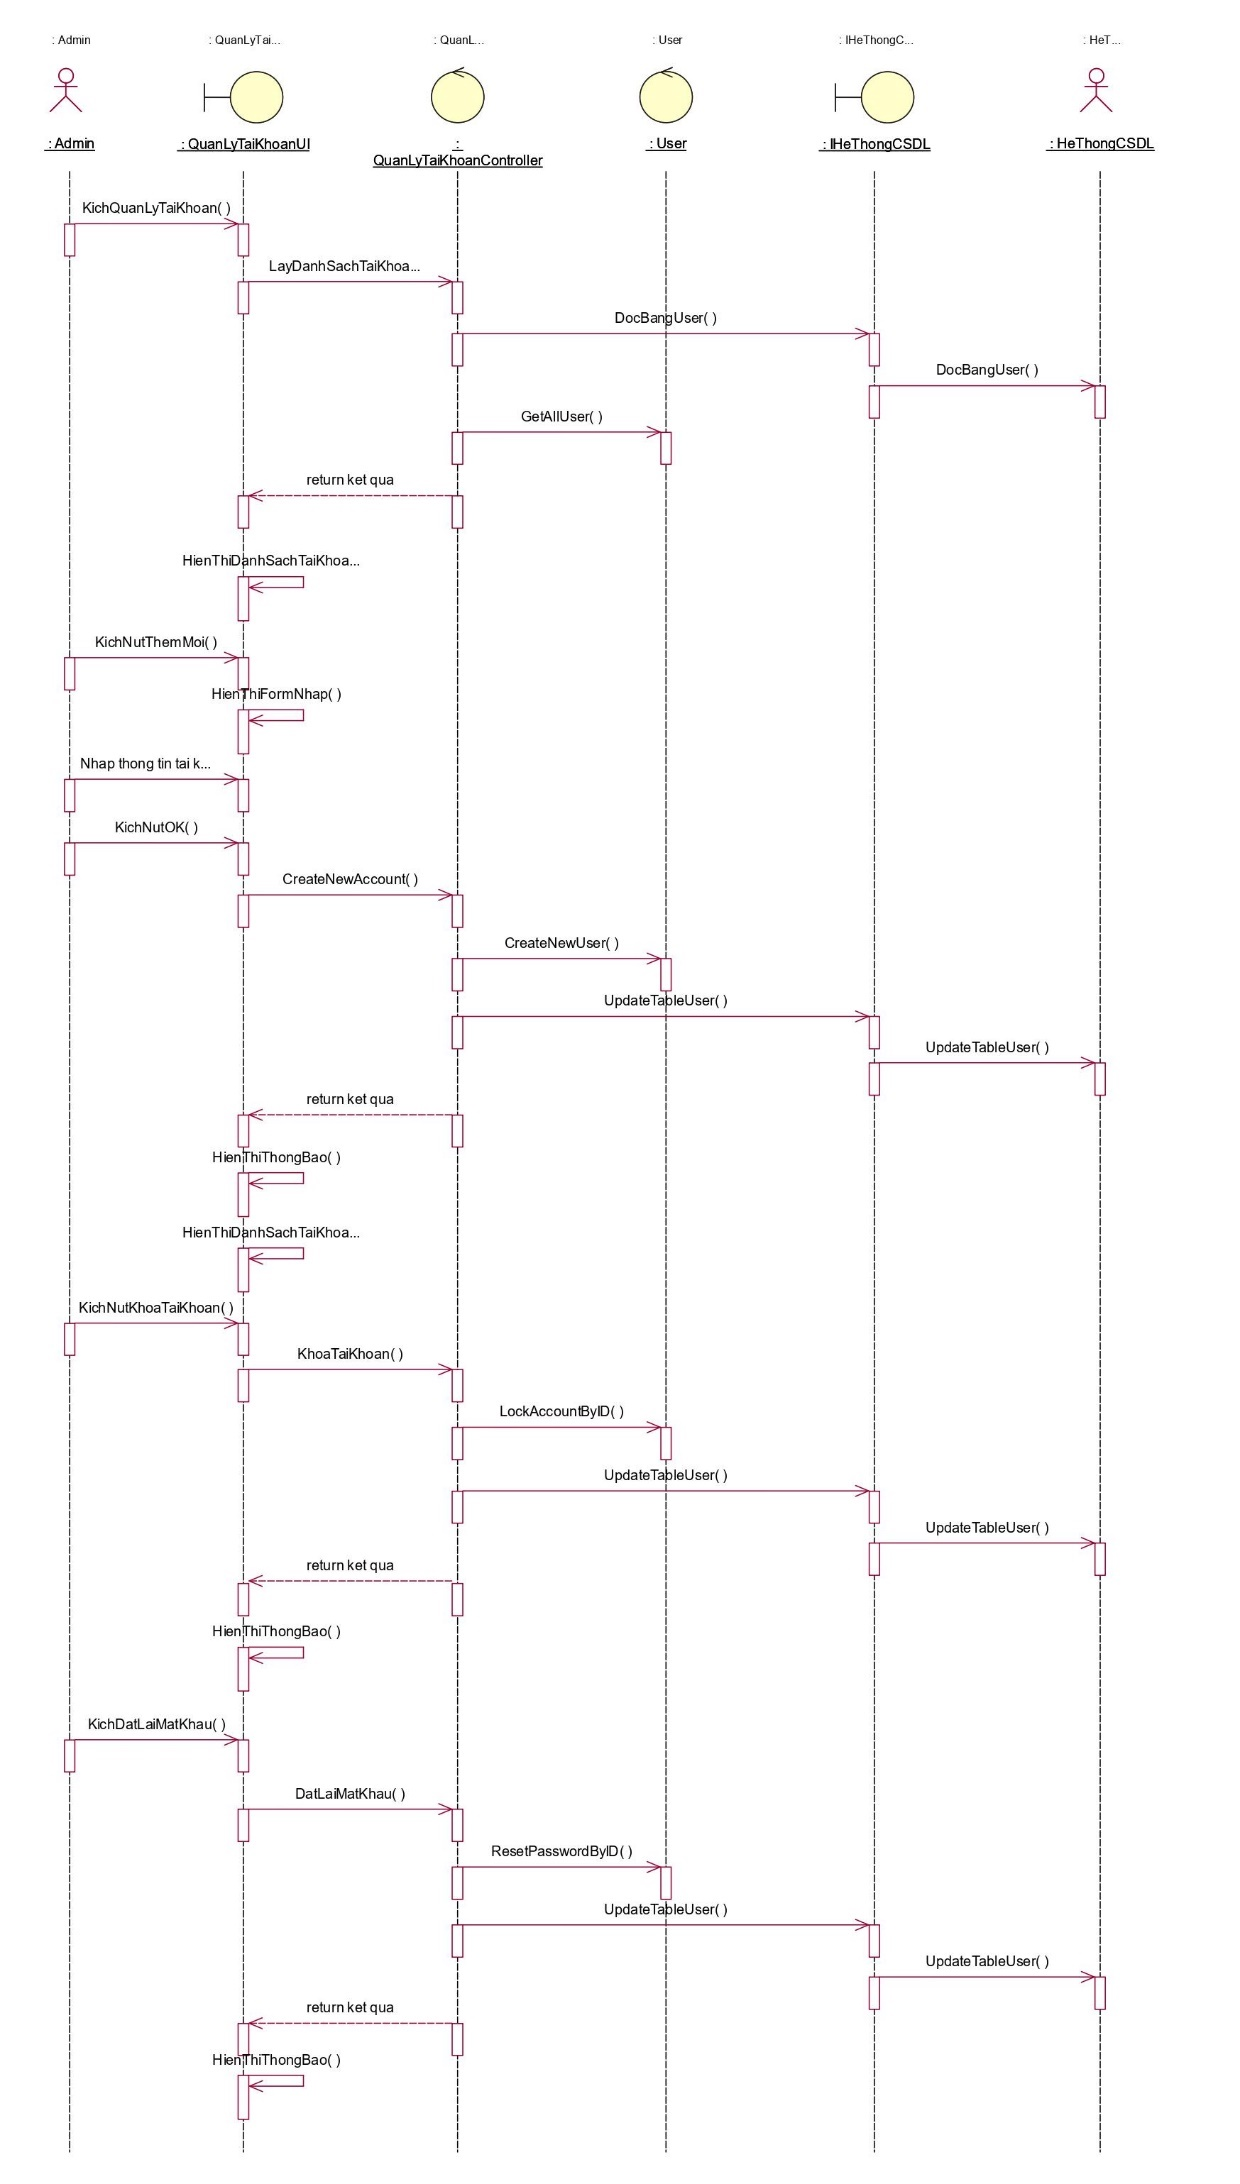 : Admin
: QuanLyTai...
: QuanL...
: User
: IHeThongC...
: HeT...
: Admin
: QuanLyTaiKhoanUI
:
QuanLyTaiKhoanController
: User
: IHeThongCSDL
: HeThongCSDL
KichQuanLyTaiKhoan( )
LayDanhSachTaiKhoa...
DocBangUser( )
DocBangUser( )
GetAllUser( )
return ket qua
HienThiDanhSachTaiKhoa...
KichNutThemMoi( )
HienThiFormNhap( )
Nhap thong tin tai k...
KichNutOK( )
CreateNewAccount( )
CreateNewUser( )
UpdateTableUser( )
UpdateTableUser( )
return ket qua
HienThiThongBao( )
HienThiDanhSachTaiKhoa...
KichNutKhoaTaiKhoan( )
KhoaTaiKhoan( )
LockAccountByID( )
UpdateTableUser( )
UpdateTableUser( )
return ket qua
HienThiThongBao( )
KichDatLaiMatKhau( )
DatLaiMatKhau( )
ResetPasswordByID( )
UpdateTableUser( )
UpdateTableUser( )
return ket qua
HienThiThongBao( )